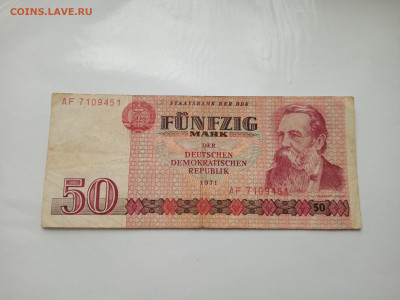 COINS.LAVE.RU
STAATSBANK DER DDR
AF 7109451
FÜNFZIG
MARK
DER
DEUTSCHEN
DEMOKRATISCHEN
REPUBLIK
1971
AF 7109451
50
50